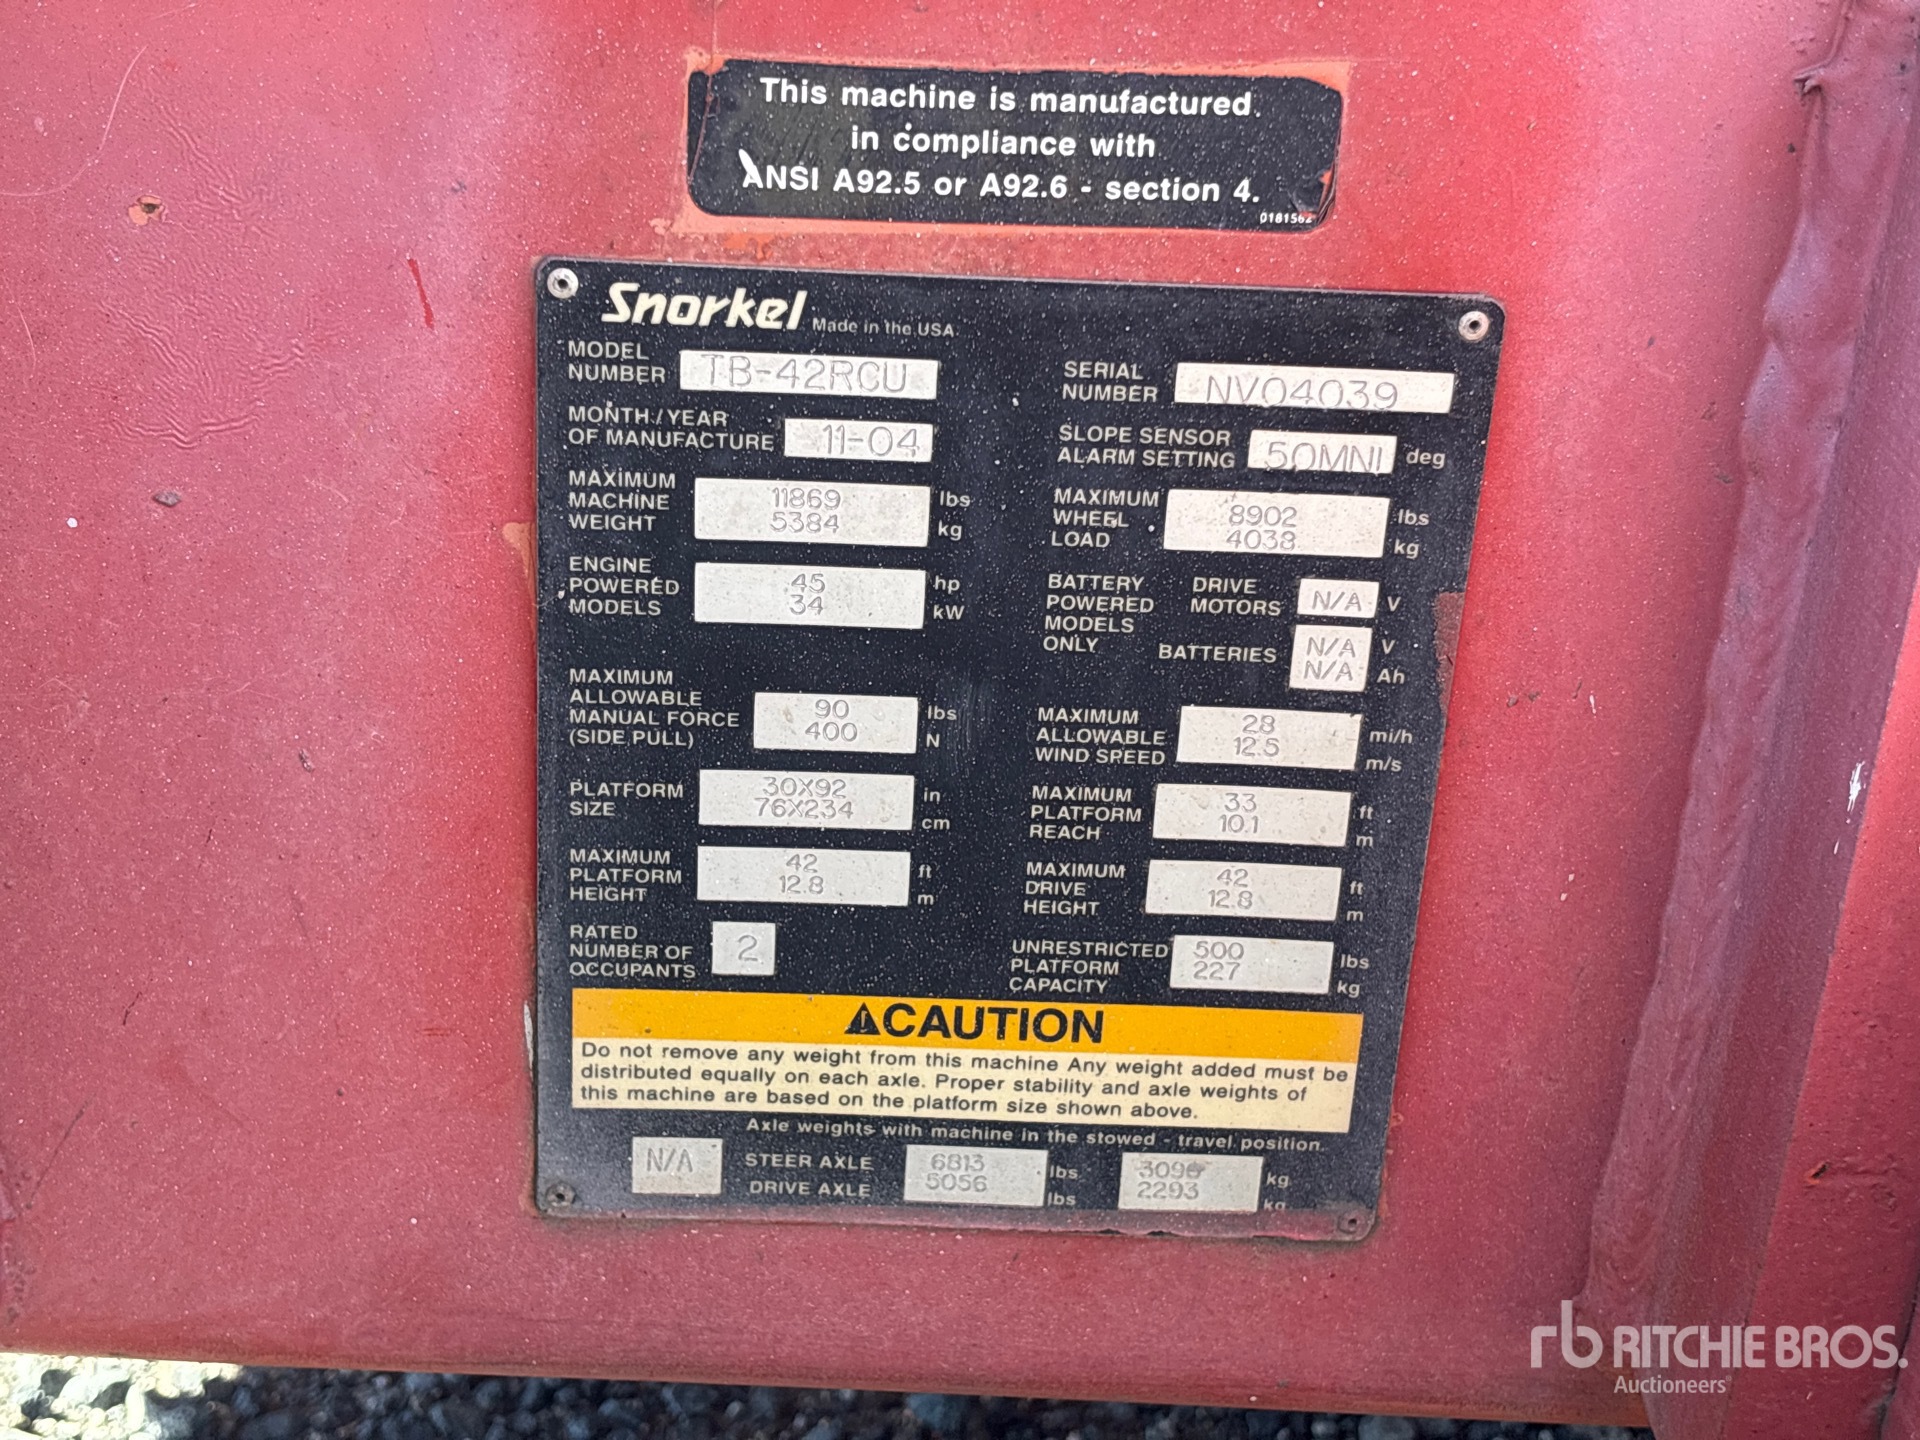 This machine is manufactured
in compliance with
ANSI A92.5 or A92.6 - section 4.
0181562
Snorkel Made in the USA
MODEL
NUMBER TB-42RCU
SERIAL
NUMBER NV04039
MONTH/YEAR
OF MANUFACTURE 11-04
SLOPE SENSOR
ALARM SETTING 50MNI deg
MAXIMUM
MACHINE
WEIGHT
11869 lbs
5384 kg
MAXIMUM
WHEEL
LOAD
8902 lbs
4038 kg
ENGINE
POWERED
MODELS
45 hp
34 kW
BATTERY
POWERED
MODELS
ONLY
DRIVE
MOTORS N/A V
BATTERIES
N/A V
N/A Ah
MAXIMUM
ALLOWABLE
MANUAL FORCE
(SIDE PULL)
90 lbs
400 N
MAXIMUM
ALLOWABLE
WIND SPEED
28 mi/h
12.5 m/s
PLATFORM
SIZE
30X92 in
76X234 cm
MAXIMUM
PLATFORM
REACH
33 ft
10.1 m
MAXIMUM
PLATFORM
HEIGHT
42 ft
12.8 m
MAXIMUM
DRIVE
HEIGHT
42 ft
12.8 m
RATED
NUMBER OF
OCCUPANTS
2
UNRESTRICTED
PLATFORM
CAPACITY
500 lbs
227 kg
CAUTION
Do not remove any weight from this machine Any weight added must be
distributed equally on each axle. Proper stability and axle weights of
this machine are based on the platform size shown above.
Axle weights with machine in the stowed - travel position
N/A
STEER AXLE 6813 lbs 3090 kg
DRIVE AXLE 5056 lbs 2293 kg
rb RITCHIE BROS.
Auctioneers